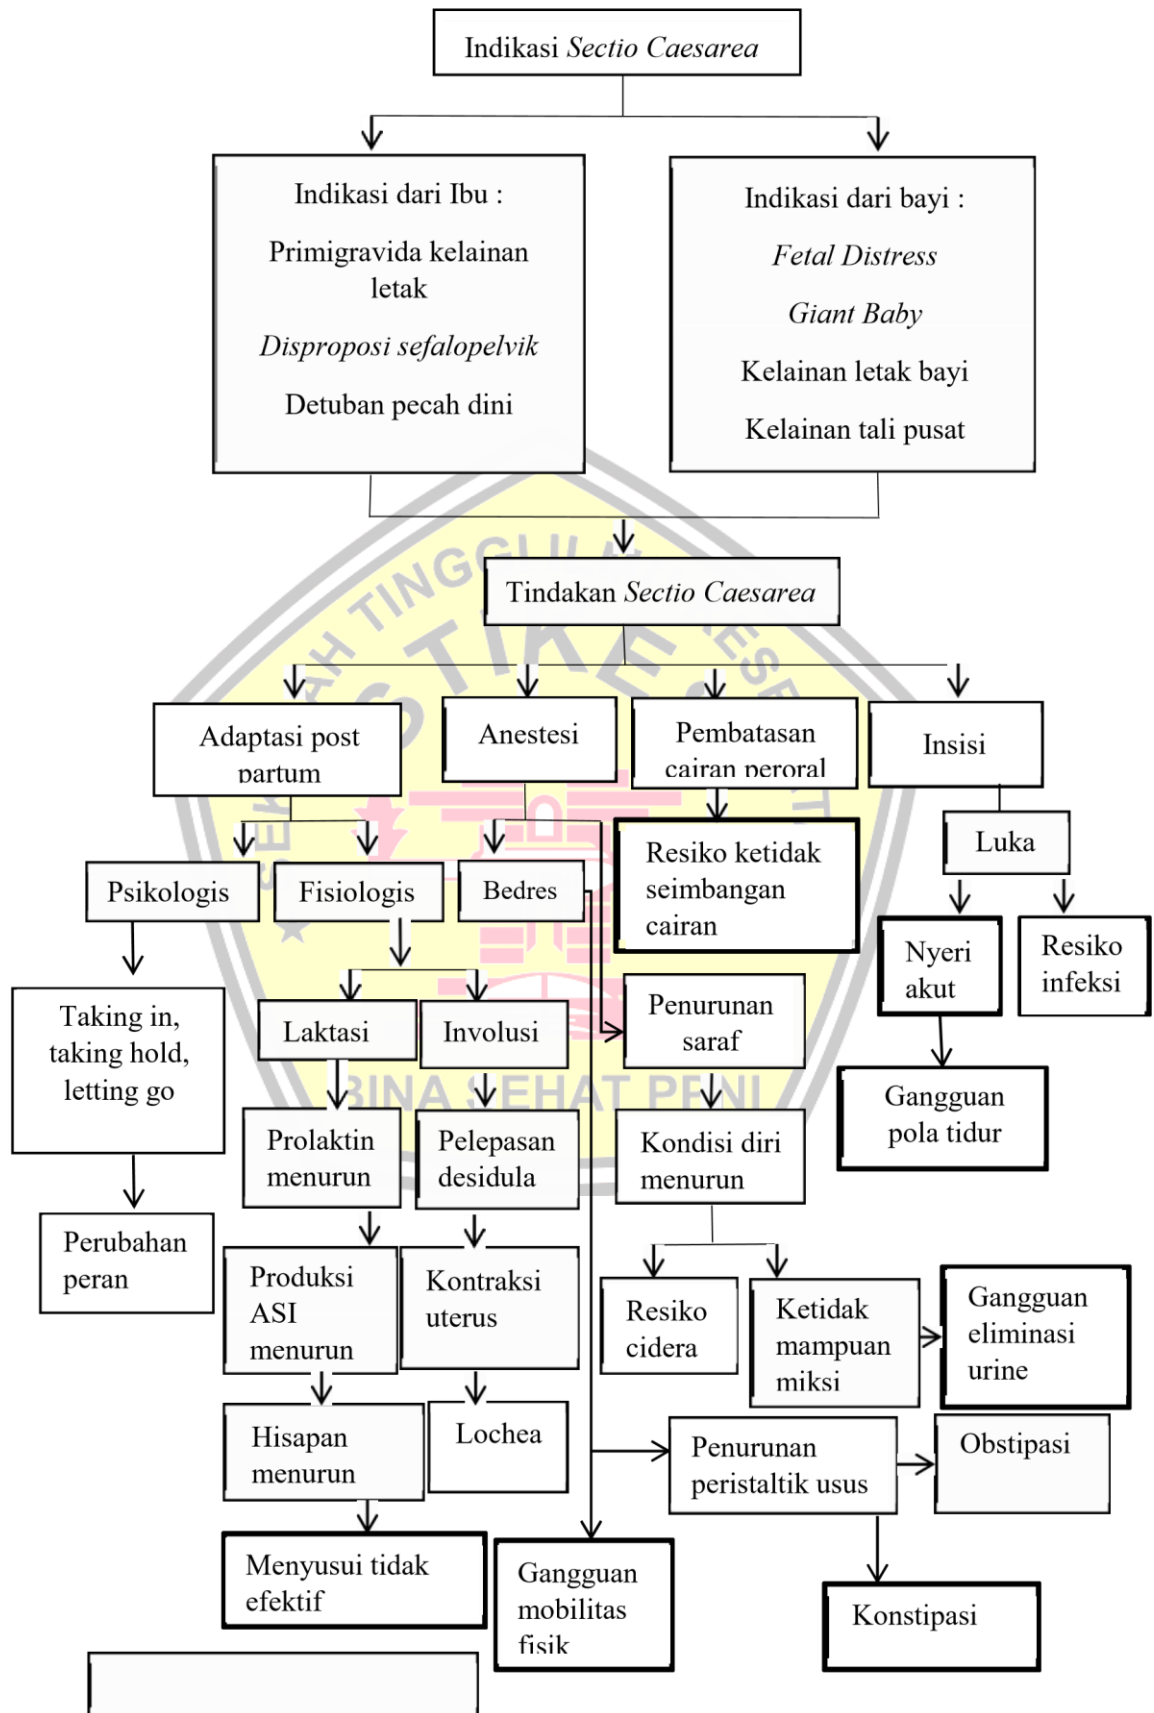 Indikasi Sectio Caesarea
Indikasi dari Ibu :
Primigravida kelainan
letak
Disproposi sefalopelvik
Detuban pecah dini
Indikasi dari bayi :
Fetal Distress
Giant Baby
Kelainan letak bayi
Kelainan tali pusat
Tindakan Sectio Caesarea
Adaptasi post
partum
Anestesi
Pembatasan
cairan peroral
Insisi
Psikologis
Fisiologis
Bedres
Resiko ketidak
seimbangan
cairan
Luka
Nyeri
akut
Resiko
infeksi
Taking in,
taking hold,
letting go
Laktasi
Involusi
Penurunan
saraf
Gangguan
pola tidur
Prolaktin
menurun
Pelepasan
desidula
Kondisi diri
menurun
Perubahan
peran
Produksi
ASI
menurun
Kontraksi
uterus
Resiko
cidera
Ketidak
mampuan
miksi
Gangguan
eliminasi
urine
Hisapan
menurun
Lochea
Penurunan
peristaltik usus
Obstipasi
Menyusui tidak
efektif
Gangguan
mobilitas
fisik
Konstipasi
STIKE
BINA SEHAT PPNI